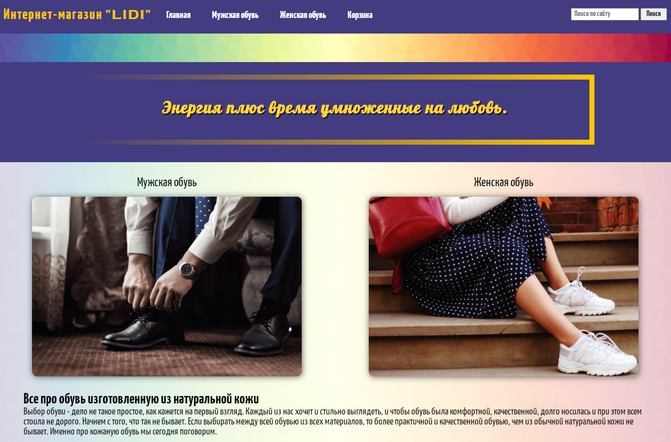 Интернет-магазин "LIDI" Главная Мужская обувь Женская обувь Корзина Поиск по сайту Поиск
Энергия плюс время умноженные на любовь.
Мужская обувь Женская обувь
Все про обувь изготовленную из натуральной кожи
Выбор обуви - дело не такое простое, как кажется на первый взгляд. Каждый из нас хочет и стильно выглядеть, и чтобы обувь была комфортной, качественной, долго носилась и при этом всем
стоила не дорого. Начнем с того, что так не бывает. Если выбирать между всей обувью из всех материалов, то более практичной и качественной обувью, чем из обычной натуральной кожи не
бывает. Именно про кожаную обувь мы сегодня поговорим.